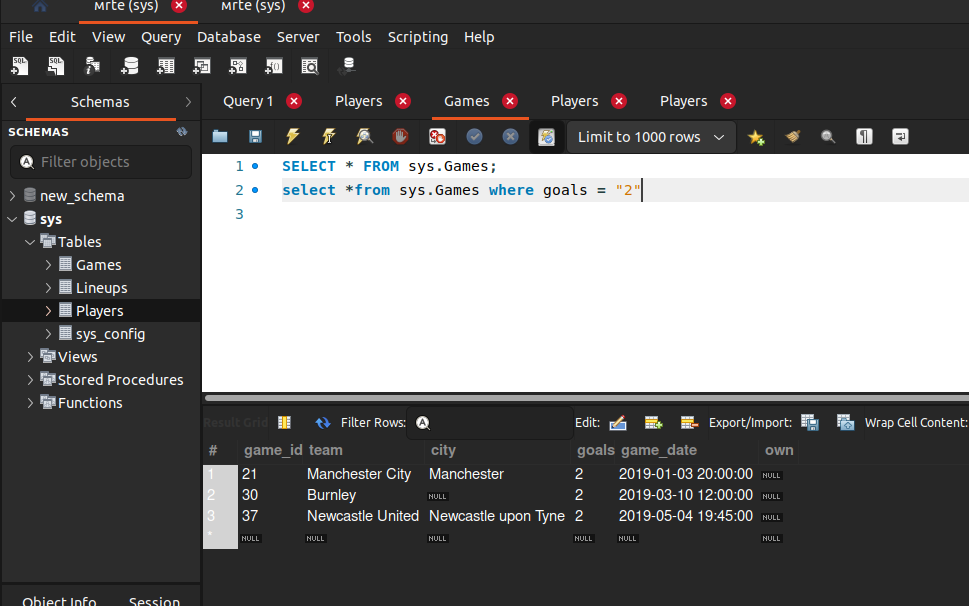 Mrte (sys) Mrte (sys)
File Edit View Query Database Server Tools Scripting Help
Schemas
SCHEMAS
Filter objects
new_schema
sys
Tables
Games
Lineups
Players
sys_config
Views
Stored Procedures
Functions
Object Info Session
Query 1 Players Games Players Players
Limit to 1000 rows
1 SELECT * FROM sys.Games;
2 select *from sys.Games where goals = "2"
3
Result Grid Filter Rows: Edit: Export/Import: Wrap Cell Content:
# game_id team city goals game_date own
1 21 Manchester City Manchester 2 2019-01-03 20:00:00 NULL
2 30 Burnley NULL 2 2019-03-10 12:00:00 NULL
3 37 Newcastle United Newcastle upon Tyne 2 2019-05-04 19:45:00 NULL
* NULL NULL NULL NULL NULL NULL